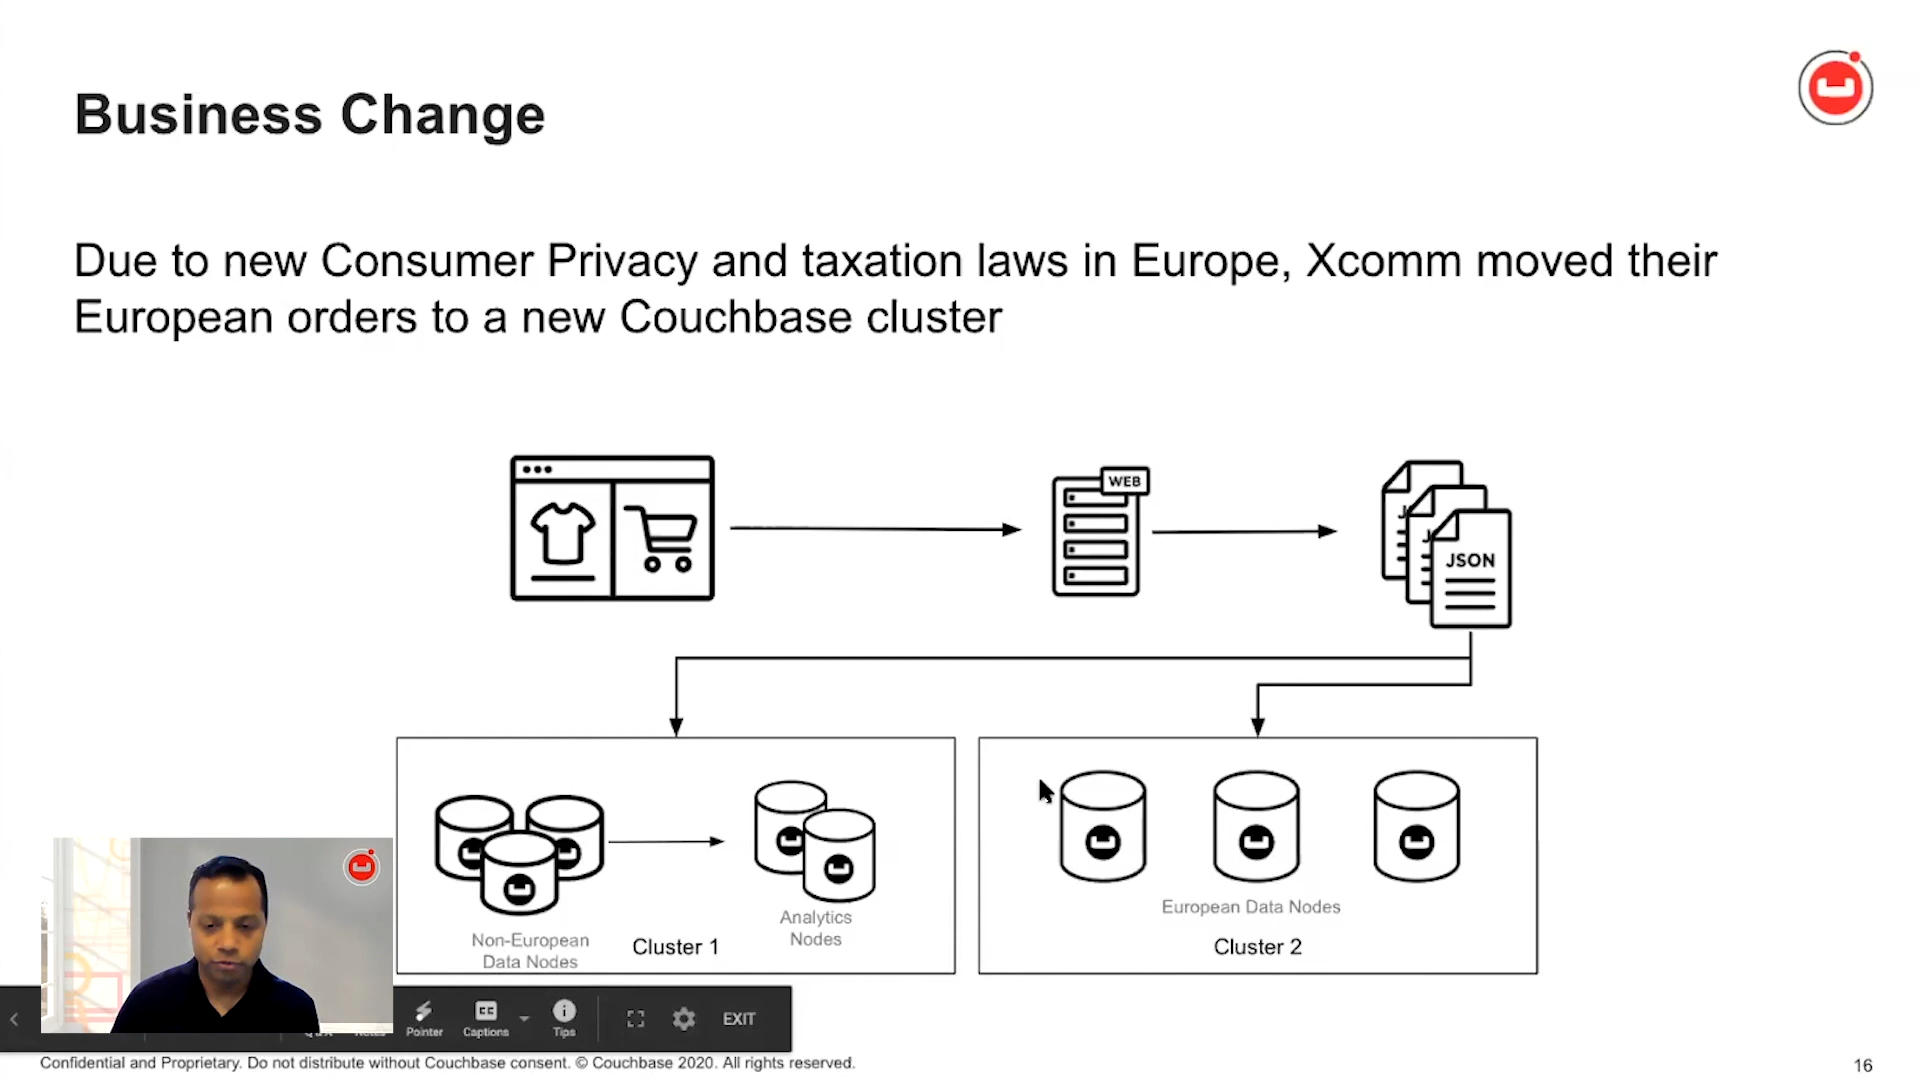 Business Change
Due to new Consumer Privacy and taxation laws in Europe, Xcomm moved their
European orders to a new Couchbase cluster
WEB
JSON
Non-European
Data Nodes
Cluster 1
Analytics
Nodes
European Data Nodes
Cluster 2
Pointer
Captions
Tips
EXIT
Confidential and Proprietary. Do not distribute without Couchbase consent. © Couchbase 2020. All rights reserved.
16